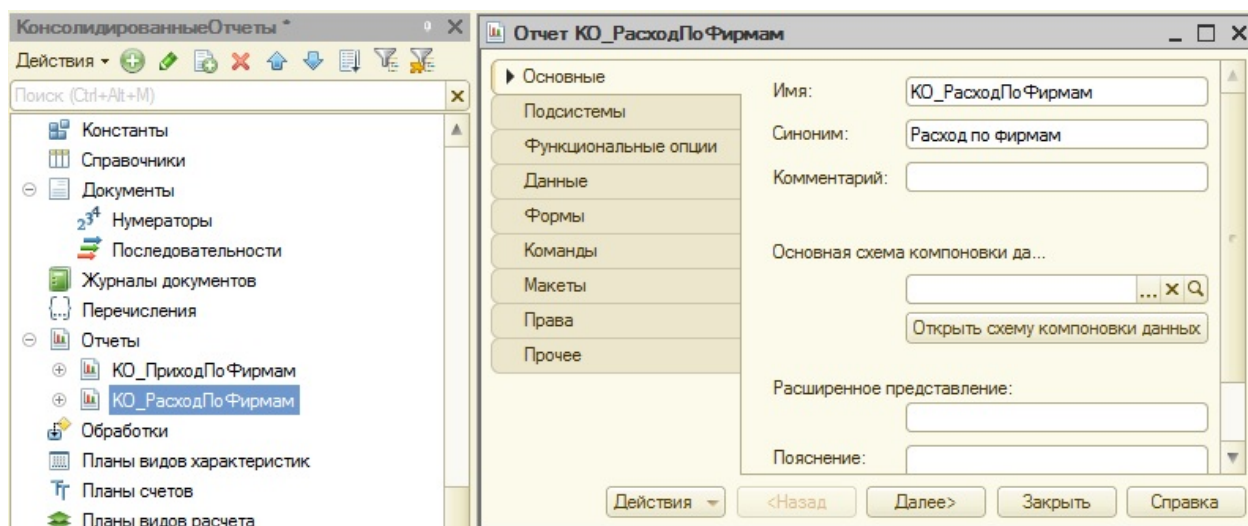 КонсолидированныеОтчеты *
Действия
Поиск (Ctrl+Alt+M)
Константы
Справочники
Документы
Нумераторы
Последовательности
Журналы документов
Перечисления
Отчеты
КО_ПриходПоФирмам
КО_РасходПоФирмам
Обработки
Планы видов характеристик
Планы счетов
Планы видов расчета
Отчет КО_РасходПоФирмам
Основные
Подсистемы
Функциональные опции
Данные
Формы
Команды
Макеты
Права
Прочее
Имя: КО_РасходПоФирмам
Синоним: Расход по фирмам
Комментарий:
Основная схема компоновки да...
...
Открыть схему компоновки данных
Расширенное представление:
Пояснение:
Действия <Назад Далее> Закрыть Справка